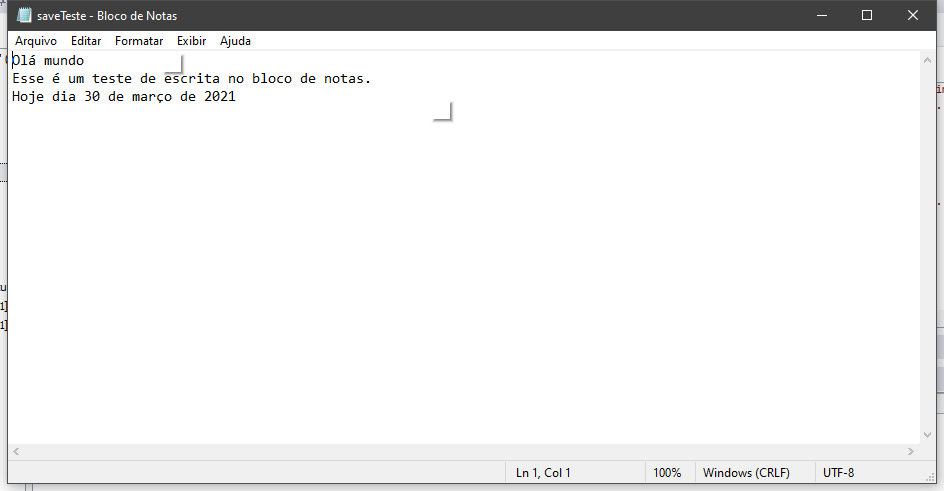 saveTeste - Bloco de Notas
Arquivo Editar Formatar Exibir Ajuda
Olá mundo
Esse é um teste de escrita no bloco de notas.
Hoje dia 30 de março de 2021
Ln 1, Col 1 100% Windows (CRLF) UTF-8